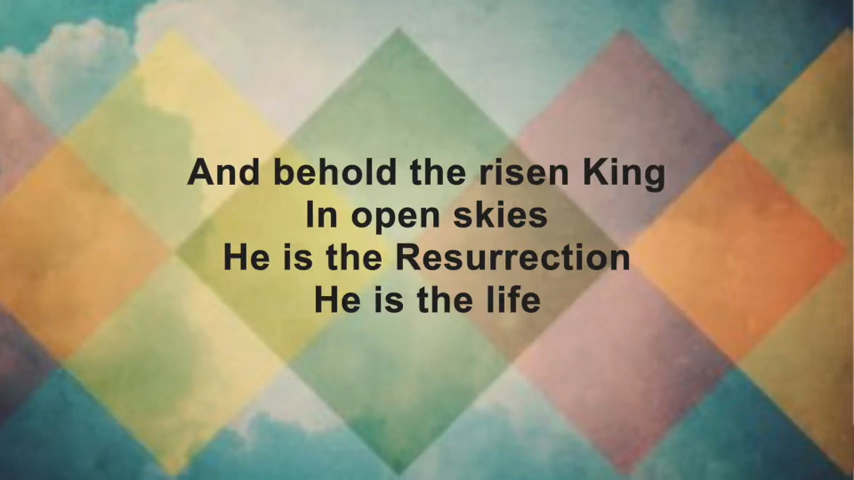 And behold the risen King
In open skies
He is the Resurrection
He is the life